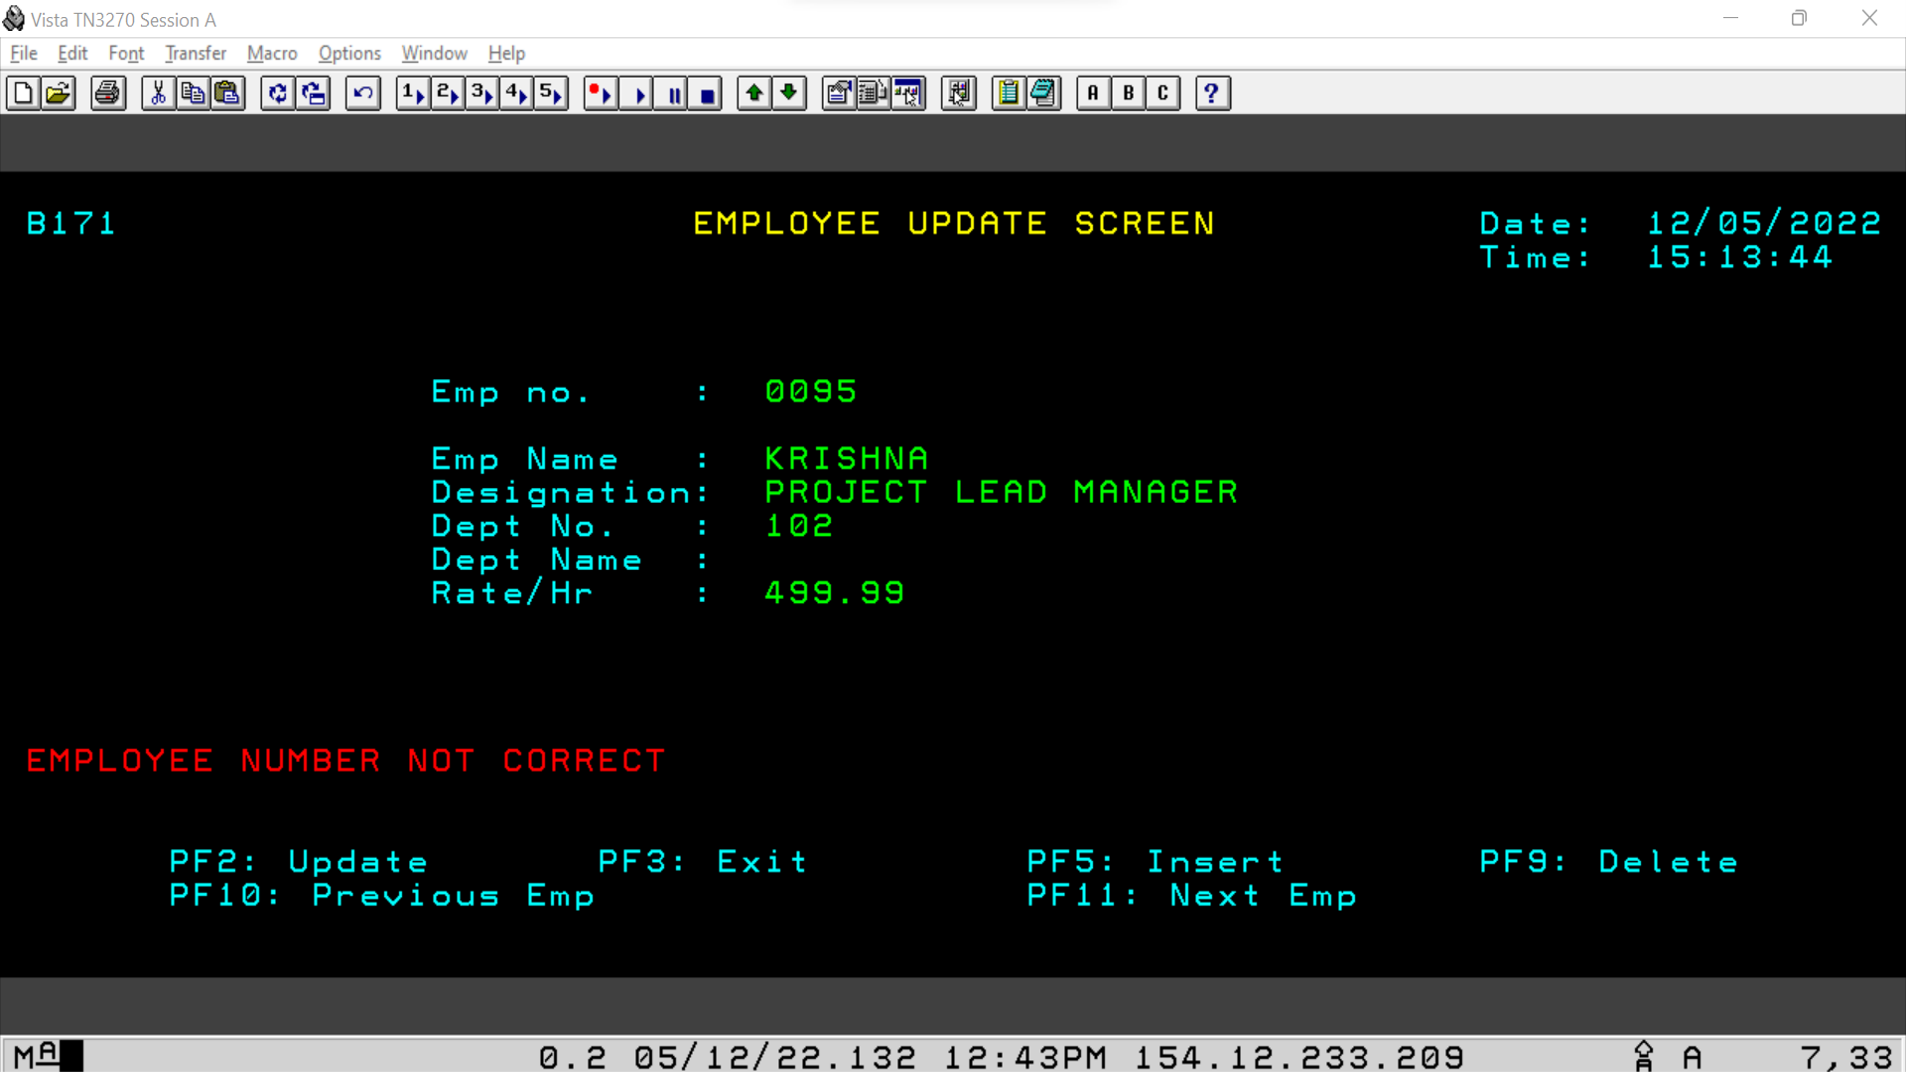 Vista TN3270 Session A
File Edit Font Transfer Macro Options Window Help
1 2 3 4 5 A B C ?
B171 EMPLOYEE UPDATE SCREEN Date: 12/05/2022
Time: 15:13:44
Emp no. : 0095
Emp Name : KRISHNA
Designation: PROJECT LEAD MANAGER
Dept No. : 102
Dept Name :
Rate/Hr : 499.99
EMPLOYEE NUMBER NOT CORRECT
PF2: Update PF3: Exit PF5: Insert PF9: Delete
PF10: Previous Emp PF11: Next Emp
MA 0.2 05/12/22.132 12:43PM 154.12.233.209 A A 7,33